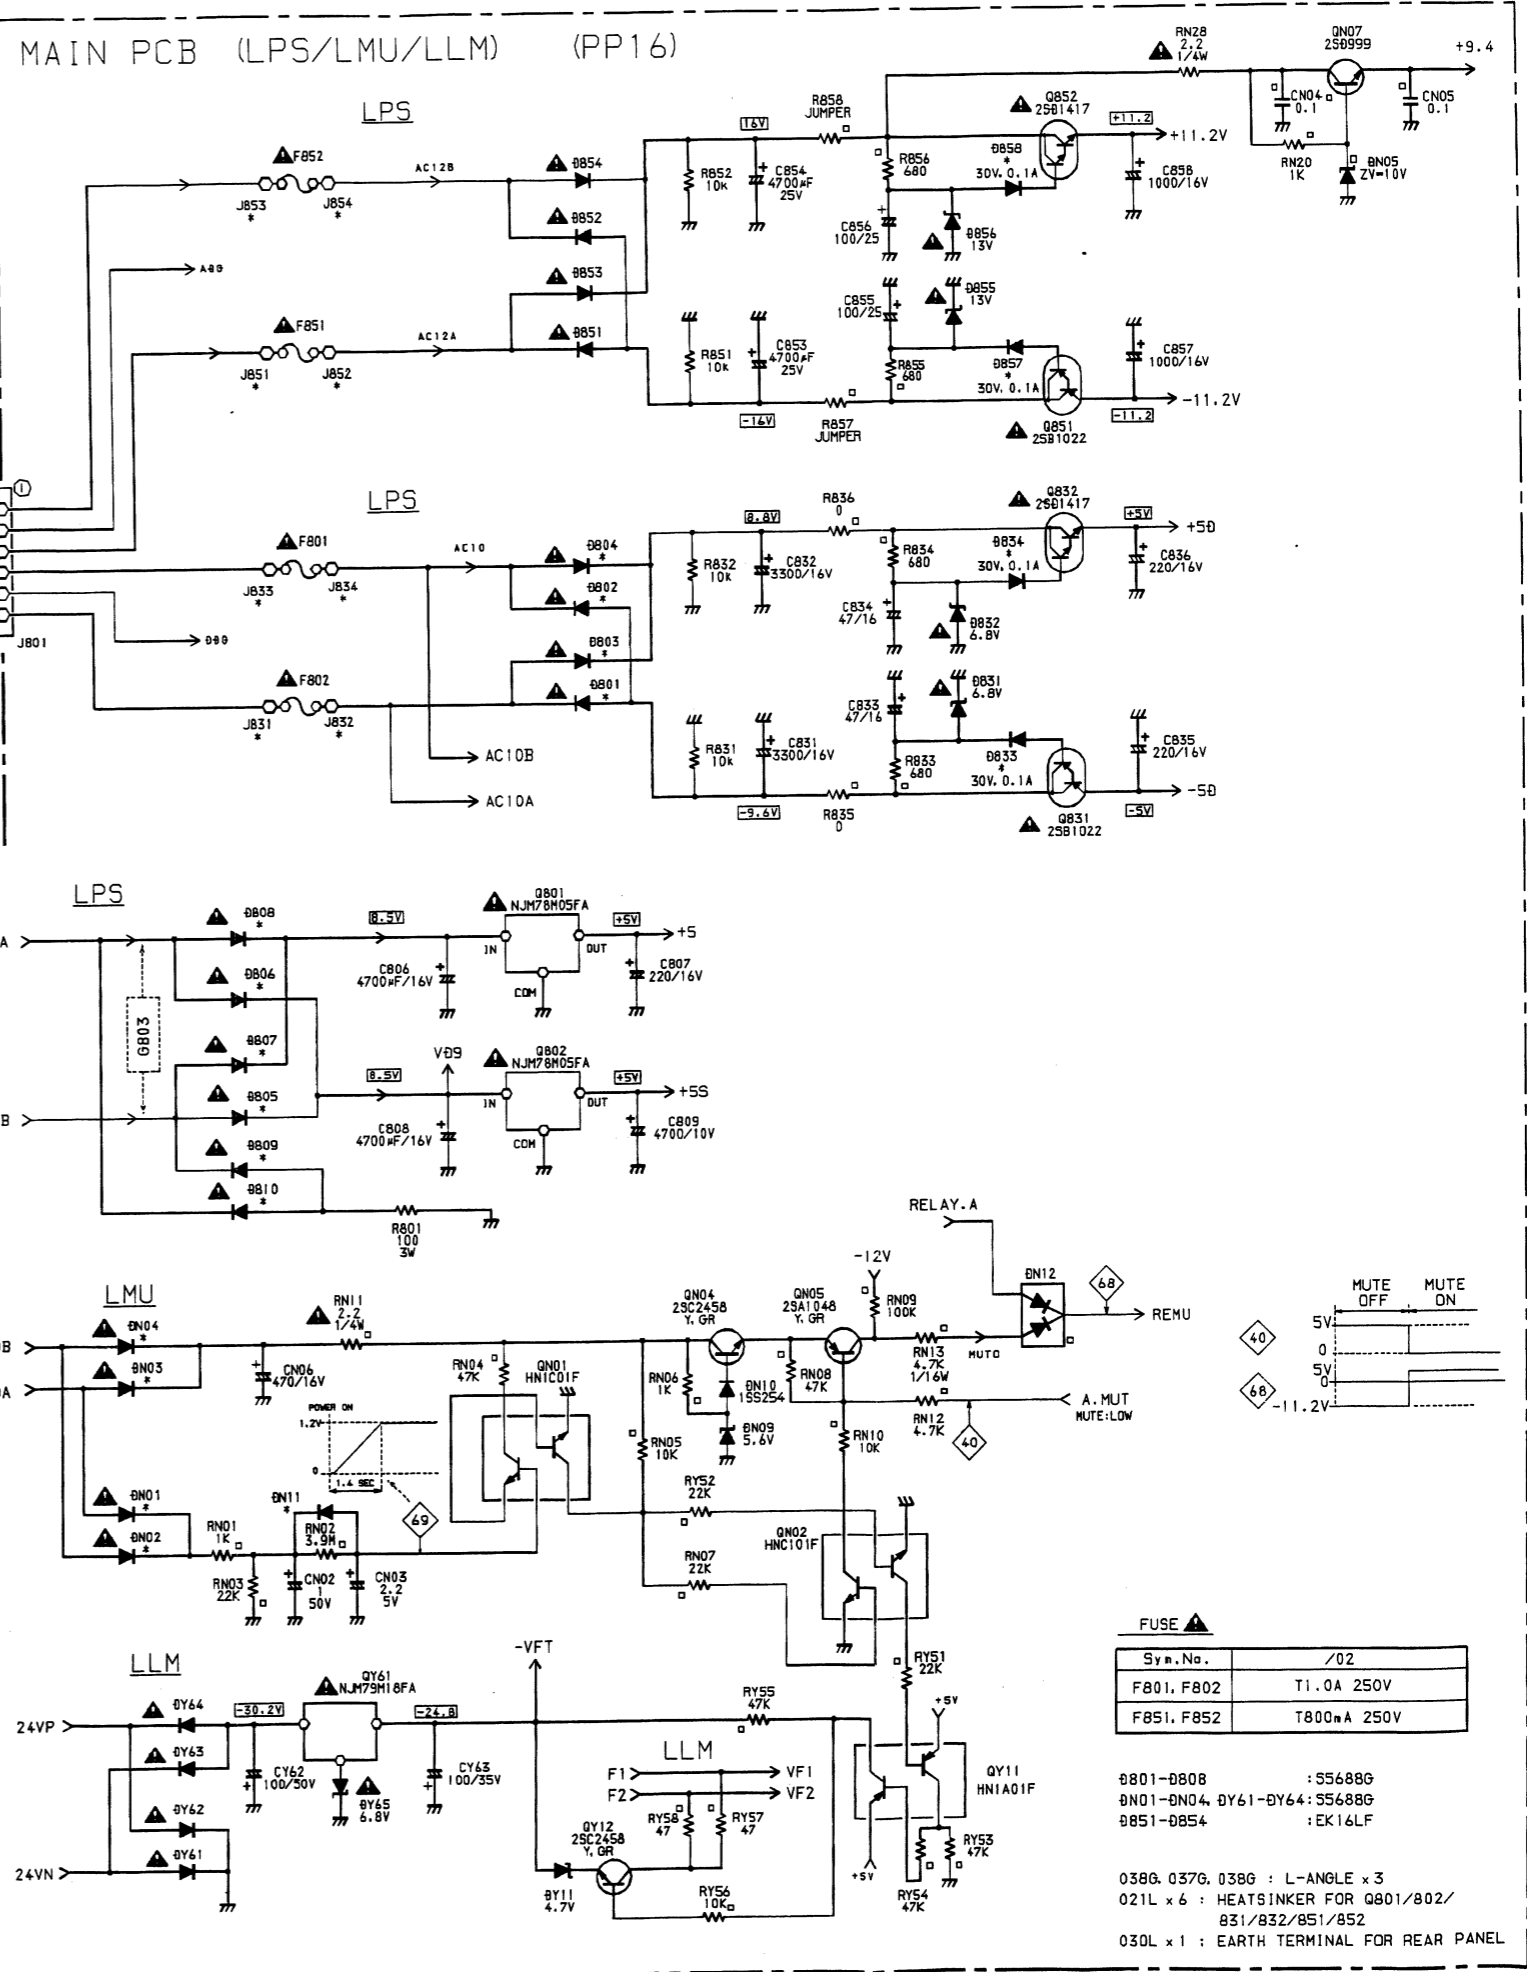 MAIN PCB (LPS/LMU/LLM) (PP16)
RN28
2.2
1/4W
QN07
2SD999
+9.4
CN04
0.1
CN05
0.1
RN20
1K
DN05
ZV=10V
LPS
F852
J853
*
J854
*
AC12B
D854
D852
D853
D851
F851
J851
*
J852
*
AC12A
R852
10k
16V
C854
4700µF
25V
R858
JUMPER
R856
680
D858
*
30V, 0.1A
Q852
2SD1417
+11.2
+11.2V
C858
1000/16V
C856
100/25
D856
13V
C855
100/25
D855
13V
R851
10k
C853
4700µF
25V
R855
680
D857
*
30V, 0.1A
C857
1000/16V
-16V
R857
JUMPER
Q851
2SB1022
-11.2
-11.2V
1
J801
LPS
F801
J833
*
J834
*
AC10
D804
*
D802
*
D803
*
D801
*
F802
J831
*
J832
*
AC10B
AC10A
R832
10k
8.8V
C832
3300/16V
R836
0
R834
680
D834
*
30V, 0.1A
Q832
2SD1417
+5V
+5D
C836
220/16V
C834
47/16
D832
6.8V
C833
47/16
D831
6.8V
R831
10k
C831
3300/16V
R833
680
D833
*
30V, 0.1A
C835
220/16V
-9.6V
R835
0
Q831
2SB1022
-5V
-5D
LPS
A
B
G803
D808
*
D806
*
D807
*
D805
*
D809
*
D810
*
8.5V
C806
4700µF/16V
Q801
NJM78M05FA
IN
OUT
COM
+5V
+5
C807
220/16V
8.5V
VD9
C808
4700µF/16V
Q802
NJM78M05FA
IN
OUT
COM
+5V
+5S
C809
4700/10V
R801
100
3W
LMU
DN04
*
DN03
*
CN06
470/16V
RN11
2.2
1/4W
RN04
47K
QN01
HN1C01F
POWER ON
1.2V
0
1.4 SEC
69
DN01
*
DN02
*
RN01
1K
RN03
22K
DN11
*
RN02
3.9M
CN02
1
50V
CN03
2.2
5V
RN05
10K
RN06
1K
QN04
2SC2458
Y, GR
DN10
1SS254
DN09
5.6V
RN08
47K
QN05
2SA1048
Y, GR
-12V
RN09
100K
RELAY.A
DN12
68
REMU
RN13
4.7K
1/16W
MUTO
RN12
4.7K
40
A.MUT
MUTE:LOW
RN10
10K
RY52
22K
RN07
22K
QN02
HNC101F
MUTE
OFF
MUTE
ON
40
5V
0
68
5V
0
-11.2V
RY51
22K
+5V
QY11
HN1A01F
RY53
47K
RY54
47K
+5V
LLM
24VP
24VN
DY64
DY63
DY62
DY61
-30.2V
CY62
100/50V
QY61
NJM79M18FA
DY65
6.8V
-24.8
CY63
100/35V
-VFT
RY55
47K
LLM
F1
F2
VF1
VF2
RY58
47
RY57
47
QY12
2SC2458
Y, GR
DY11
4.7V
RY56
10K
FUSE
Sym.No. /02
F801, F802 T1.0A 250V
F851, F852 T800mA 250V
D801-D808 :S5688G
DN01-DN04, DY61-DY64:S5688G
D851-D854 :EK16LF
038G, 037G, 038G : L-ANGLE x 3
021L x 6 : HEATSINKER FOR Q801/802/
831/832/851/852
030L x 1 : EARTH TERMINAL FOR REAR PANEL